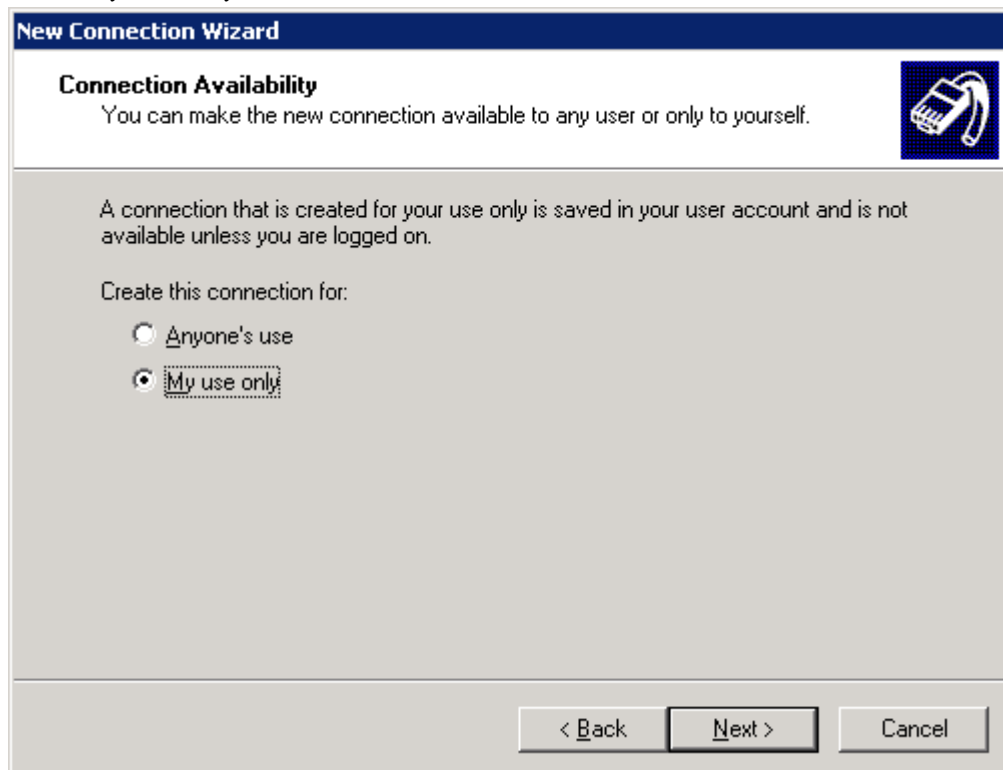 New Connection Wizard
Connection Availability
You can make the new connection available to any user or only to yourself.
A connection that is created for your use only is saved in your user account and is not
available unless you are logged on.
Create this connection for:
Anyone's use
My use only
< Back Next > Cancel